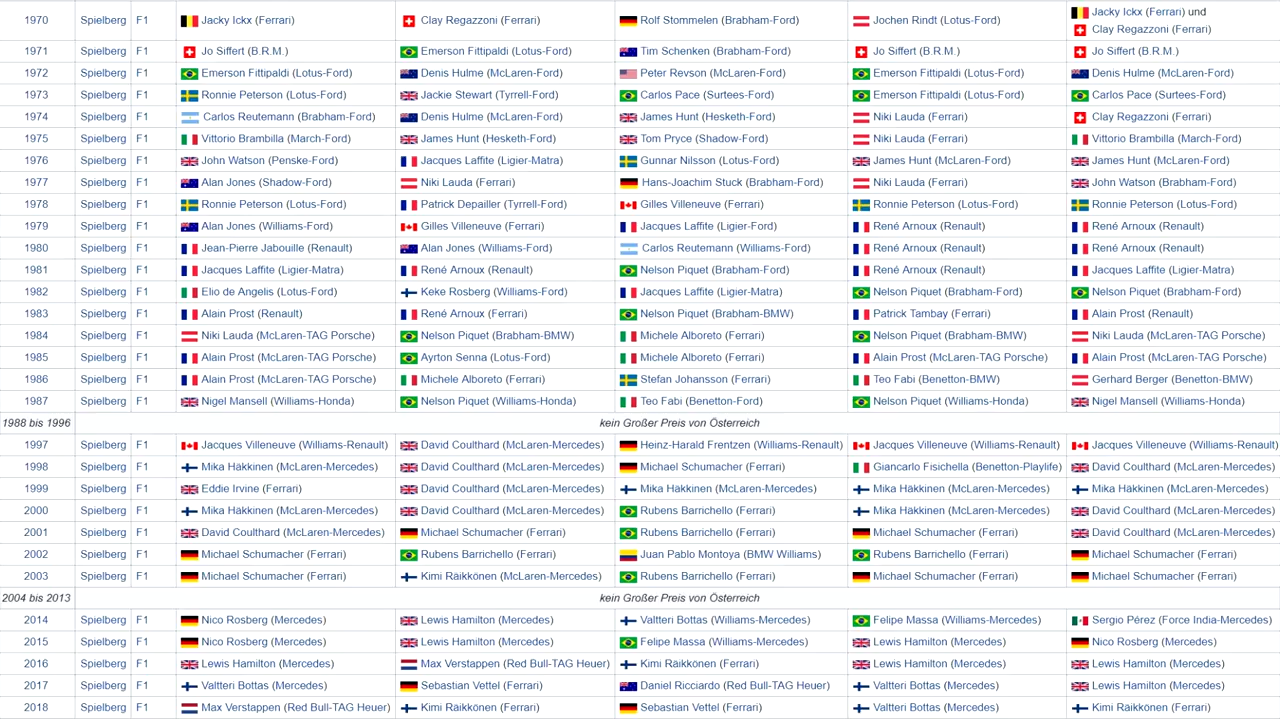 1970 Spielberg F1 Jacky Ickx (Ferrari) Clay Regazzoni (Ferrari) Rolf Stommelen (Brabham-Ford) Jochen Rindt (Lotus-Ford) Jacky Ickx (Ferrari) und
Clay Regazzoni (Ferrari)
1971 Spielberg F1 Jo Siffert (B.R.M.) Emerson Fittipaldi (Lotus-Ford) Tim Schenken (Brabham-Ford) Jo Siffert (B.R.M.) Jo Siffert (B.R.M.)
1972 Spielberg F1 Emerson Fittipaldi (Lotus-Ford) Denis Hulme (McLaren-Ford) Peter Revson (McLaren-Ford) Emerson Fittipaldi (Lotus-Ford) Denis Hulme (McLaren-Ford)
1973 Spielberg F1 Ronnie Peterson (Lotus-Ford) Jackie Stewart (Tyrrell-Ford) Carlos Pace (Surtees-Ford) Emerson Fittipaldi (Lotus-Ford) Carlos Pace (Surtees-Ford)
1974 Spielberg F1 Carlos Reutemann (Brabham-Ford) Denis Hulme (McLaren-Ford) James Hunt (Hesketh-Ford) Niki Lauda (Ferrari) Clay Regazzoni (Ferrari)
1975 Spielberg F1 Vittorio Brambilla (March-Ford) James Hunt (Hesketh-Ford) Tom Pryce (Shadow-Ford) Niki Lauda (Ferrari) Vittorio Brambilla (March-Ford)
1976 Spielberg F1 John Watson (Penske-Ford) Jacques Laffite (Ligier-Matra) Gunnar Nilsson (Lotus-Ford) James Hunt (McLaren-Ford) James Hunt (McLaren-Ford)
1977 Spielberg F1 Alan Jones (Shadow-Ford) Niki Lauda (Ferrari) Hans-Joachim Stuck (Brabham-Ford) Niki Lauda (Ferrari) John Watson (Brabham-Ford)
1978 Spielberg F1 Ronnie Peterson (Lotus-Ford) Patrick Depailler (Tyrrell-Ford) Gilles Villeneuve (Ferrari) Ronnie Peterson (Lotus-Ford) Ronnie Peterson (Lotus-Ford)
1979 Spielberg F1 Alan Jones (Williams-Ford) Gilles Villeneuve (Ferrari) Jacques Laffite (Ligier-Ford) René Arnoux (Renault) René Arnoux (Renault)
1980 Spielberg F1 Jean-Pierre Jabouille (Renault) Alan Jones (Williams-Ford) Carlos Reutemann (Williams-Ford) René Arnoux (Renault) René Arnoux (Renault)
1981 Spielberg F1 Jacques Laffite (Ligier-Matra) René Arnoux (Renault) Nelson Piquet (Brabham-Ford) René Arnoux (Renault) Jacques Laffite (Ligier-Matra)
1982 Spielberg F1 Elio de Angelis (Lotus-Ford) Keke Rosberg (Williams-Ford) Jacques Laffite (Ligier-Matra) Nelson Piquet (Brabham-Ford) Nelson Piquet (Brabham-Ford)
1983 Spielberg F1 Alain Prost (Renault) René Arnoux (Ferrari) Nelson Piquet (Brabham-BMW) Patrick Tambay (Ferrari) Alain Prost (Renault)
1984 Spielberg F1 Niki Lauda (McLaren-TAG Porsche) Nelson Piquet (Brabham-BMW) Michele Alboreto (Ferrari) Nelson Piquet (Brabham-BMW) Niki Lauda (McLaren-TAG Porsche)
1985 Spielberg F1 Alain Prost (McLaren-TAG Porsche) Ayrton Senna (Lotus-Ford) Michele Alboreto (Ferrari) Alain Prost (McLaren-TAG Porsche) Alain Prost (McLaren-TAG Porsche)
1986 Spielberg F1 Alain Prost (McLaren-TAG Porsche) Michele Alboreto (Ferrari) Stefan Johansson (Ferrari) Teo Fabi (Benetton-BMW) Gerhard Berger (Benetton-BMW)
1987 Spielberg F1 Nigel Mansell (Williams-Honda) Nelson Piquet (Williams-Honda) Teo Fabi (Benetton-Ford) Nelson Piquet (Williams-Honda) Nigel Mansell (Williams-Honda)
1988 bis 1996 kein Großer Preis von Österreich
1997 Spielberg F1 Jacques Villeneuve (Williams-Renault) David Coulthard (McLaren-Mercedes) Heinz-Harald Frentzen (Williams-Renault) Jacques Villeneuve (Williams-Renault) Jacques Villeneuve (Williams-Renault)
1998 Spielberg F1 Mika Häkkinen (McLaren-Mercedes) David Coulthard (McLaren-Mercedes) Michael Schumacher (Ferrari) Giancarlo Fisichella (Benetton-Playlife) David Coulthard (McLaren-Mercedes)
1999 Spielberg F1 Eddie Irvine (Ferrari) David Coulthard (McLaren-Mercedes) Mika Häkkinen (McLaren-Mercedes) Mika Häkkinen (McLaren-Mercedes) Mika Häkkinen (McLaren-Mercedes)
2000 Spielberg F1 Mika Häkkinen (McLaren-Mercedes) David Coulthard (McLaren-Mercedes) Rubens Barrichello (Ferrari) Mika Häkkinen (McLaren-Mercedes) David Coulthard (McLaren-Mercedes)
2001 Spielberg F1 David Coulthard (McLaren-Mercedes) Michael Schumacher (Ferrari) Rubens Barrichello (Ferrari) Michael Schumacher (Ferrari) David Coulthard (McLaren-Mercedes)
2002 Spielberg F1 Michael Schumacher (Ferrari) Rubens Barrichello (Ferrari) Juan Pablo Montoya (BMW Williams) Rubens Barrichello (Ferrari) Michael Schumacher (Ferrari)
2003 Spielberg F1 Michael Schumacher (Ferrari) Kimi Räikkönen (McLaren-Mercedes) Rubens Barrichello (Ferrari) Michael Schumacher (Ferrari) Michael Schumacher (Ferrari)
2004 bis 2013 kein Großer Preis von Österreich
2014 Spielberg F1 Nico Rosberg (Mercedes) Lewis Hamilton (Mercedes) Valtteri Bottas (Williams-Mercedes) Felipe Massa (Williams-Mercedes) Sergio Pérez (Force India-Mercedes)
2015 Spielberg F1 Nico Rosberg (Mercedes) Lewis Hamilton (Mercedes) Felipe Massa (Williams-Mercedes) Lewis Hamilton (Mercedes) Nico Rosberg (Mercedes)
2016 Spielberg F1 Lewis Hamilton (Mercedes) Max Verstappen (Red Bull-TAG Heuer) Kimi Räikkönen (Ferrari) Lewis Hamilton (Mercedes) Lewis Hamilton (Mercedes)
2017 Spielberg F1 Valtteri Bottas (Mercedes) Sebastian Vettel (Ferrari) Daniel Ricciardo (Red Bull-TAG Heuer) Valtteri Bottas (Mercedes) Lewis Hamilton (Mercedes)
2018 Spielberg F1 Max Verstappen (Red Bull-TAG Heuer) Kimi Räikkönen (Ferrari) Sebastian Vettel (Ferrari) Valtteri Bottas (Mercedes) Kimi Räikkönen (Ferrari)